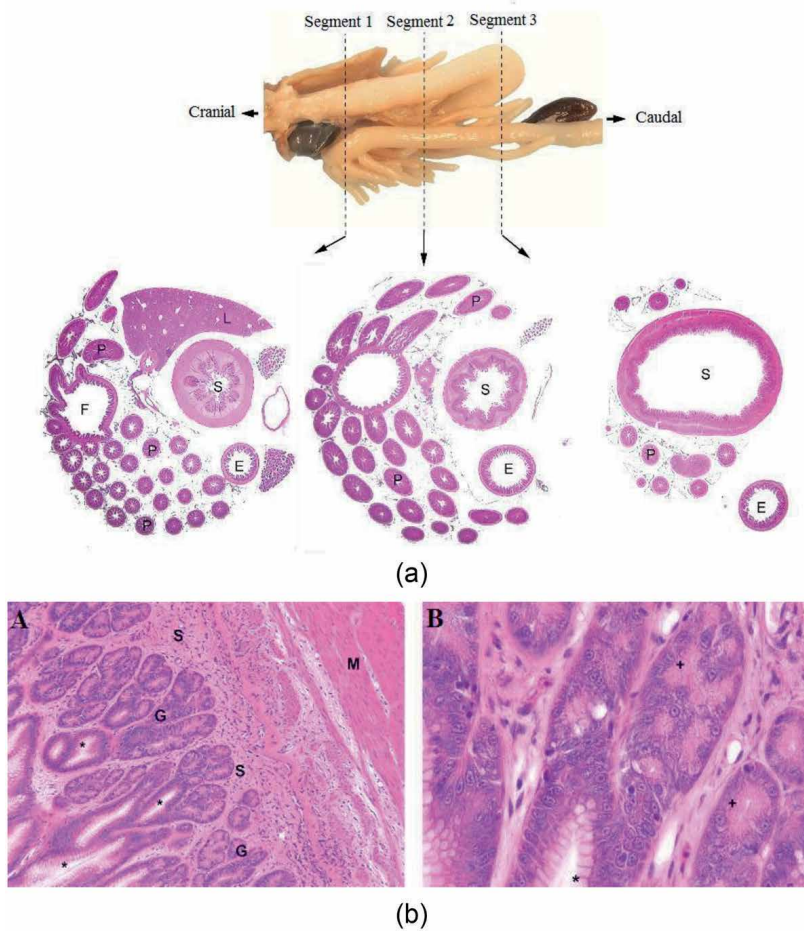 Segment 1 Segment 2 Segment 3
Cranial Caudal
L
P P
P S S S
F
P E P E P E
P
(a)
A S B
M +
G
* S
* +
* G *
(b)